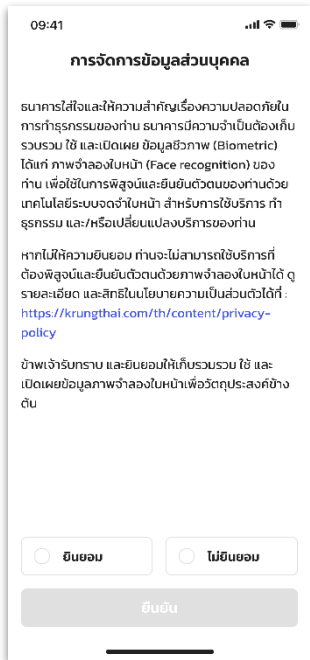 09:41
การจัดการข้อมูลส่วนบุคคล
ธนาคารใส่ใจและให้ความสำคัญเรื่องความปลอดภัยใน
การทำธุรกรรมของท่าน ธนาคารมีความจำเป็นต้องเก็บ
รวบรวม ใช้ และเปิดเผย ข้อมูลชีวภาพ (Biometric)
ได้แก่ ภาพจำลองใบหน้า (Face recognition) ของ
ท่าน เพื่อใช้ในการพิสูจน์และยืนยันตัวตนของท่านด้วย
เทคโนโลยีระบบจดจำใบหน้า สำหรับการใช้บริการ ทำ
ธุรกรรม และ/หรือเปลี่ยนแปลงบริการของท่าน
หากไม่ให้ความยินยอม ท่านจะไม่สามารถใช้บริการที่
ต้องพิสูจน์และยืนยันตัวตนด้วยภาพจำลองใบหน้าได้ ดู
รายละเอียด และสิทธิในนโยบายความเป็นส่วนตัวได้ที่ :
https://krungthai.com/th/content/privacy-
policy
ข้าพเจ้ารับทราบ และยินยอมให้เก็บรวมรวม ใช้ และ
เปิดเผยข้อมูลภาพจำลองใบหน้าเพื่อวัตถุประสงค์ข้าง
ต้น
ยินยอม
ไม่ยินยอม
ยืนยัน